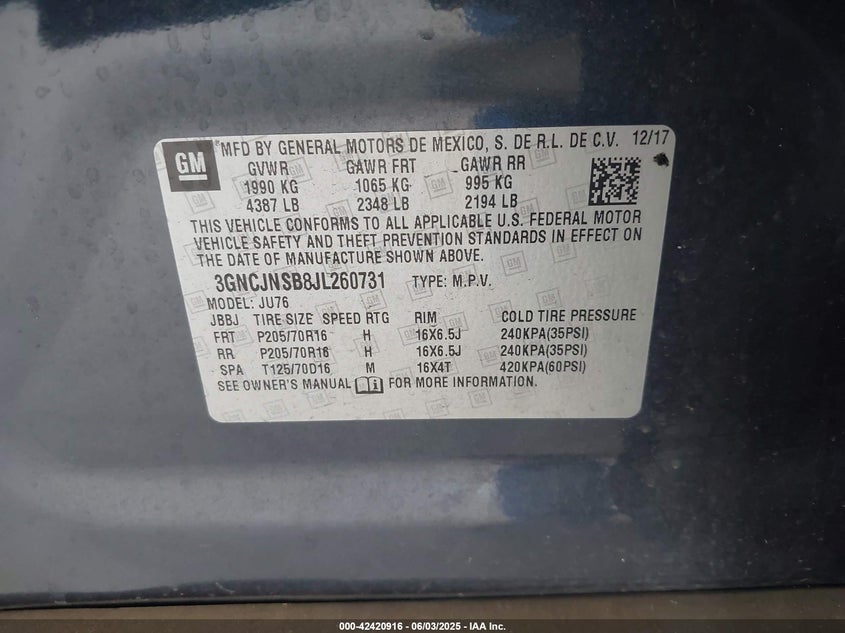 GM
MFD BY GENERAL MOTORS DE MEXICO, S. DE R.L. DE C.V. 12/17
GVWR GAWR FRT GAWR RR
1990 KG 1065 KG 995 KG
4387 LB 2348 LB 2194 LB
THIS VEHICLE CONFORMS TO ALL APPLICABLE U.S. FEDERAL MOTOR
VEHICLE SAFETY AND THEFT PREVENTION STANDARDS IN EFFECT ON
THE DATE OF MANUFACTURE SHOWN ABOVE.
3GNCJNSB8JL260731 TYPE: M.P.V.
MODEL: JU76
JBBJ TIRE SIZE SPEED RTG RIM COLD TIRE PRESSURE
FRT P205/70R16 H 16X6.5J 240KPA(35PSI)
RR P205/70R16 H 16X6.5J 240KPA(35PSI)
SPA T125/70D16 M 16X4T 420KPA(60PSI)
SEE OWNER'S MANUAL FOR MORE INFORMATION.
000-42420916 - 06/03/2025 - IAA Inc.